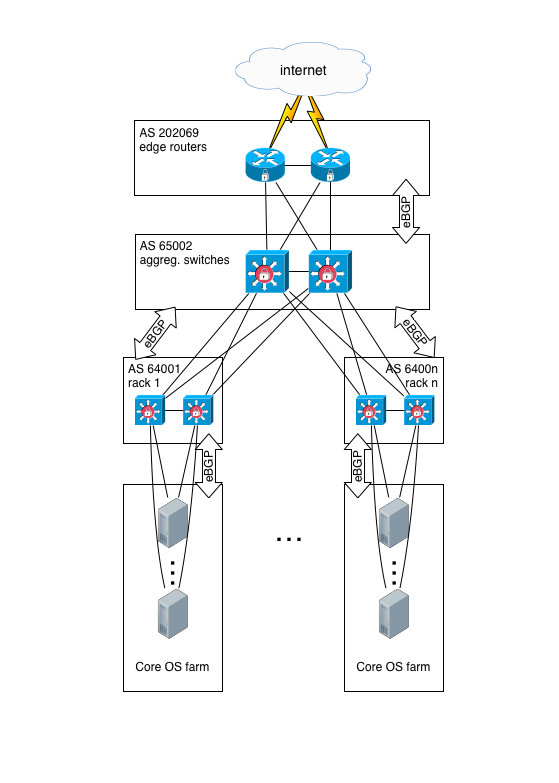 internet
AS 202069
edge routers
eBGP
AS 65002
aggreg. switches
eBGP
eBGP
AS 64001
rack 1
AS 6400n
rack n
eBGP
eBGP
...
Core OS farm
Core OS farm